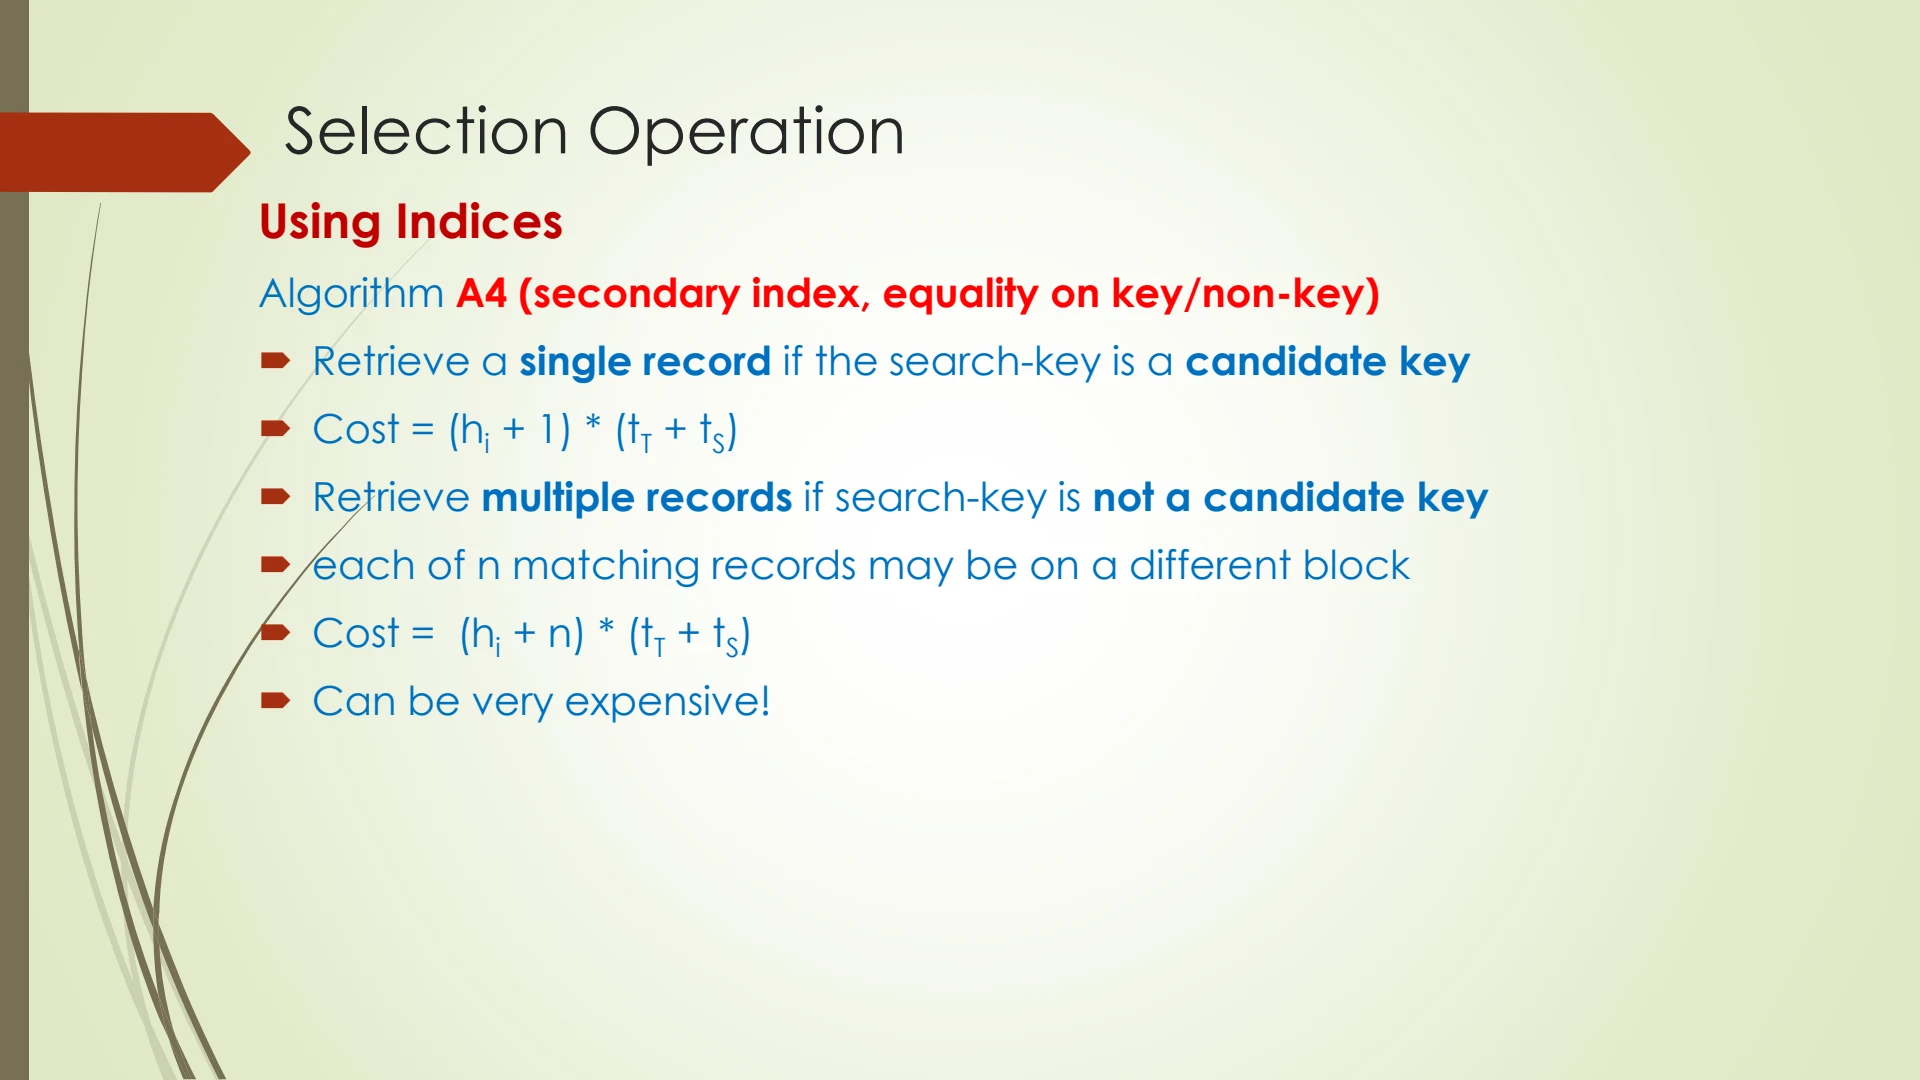 Selection Operation
Using Indices
Algorithm A4 (secondary index, equality on key/non-key)
Retrieve a single record if the search-key is a candidate key
Cost = (hi + 1) * (tT + tS)
Retrieve multiple records if search-key is not a candidate key
each of n matching records may be on a different block
Cost =  (hi + n) * (tT + tS)
Can be very expensive!